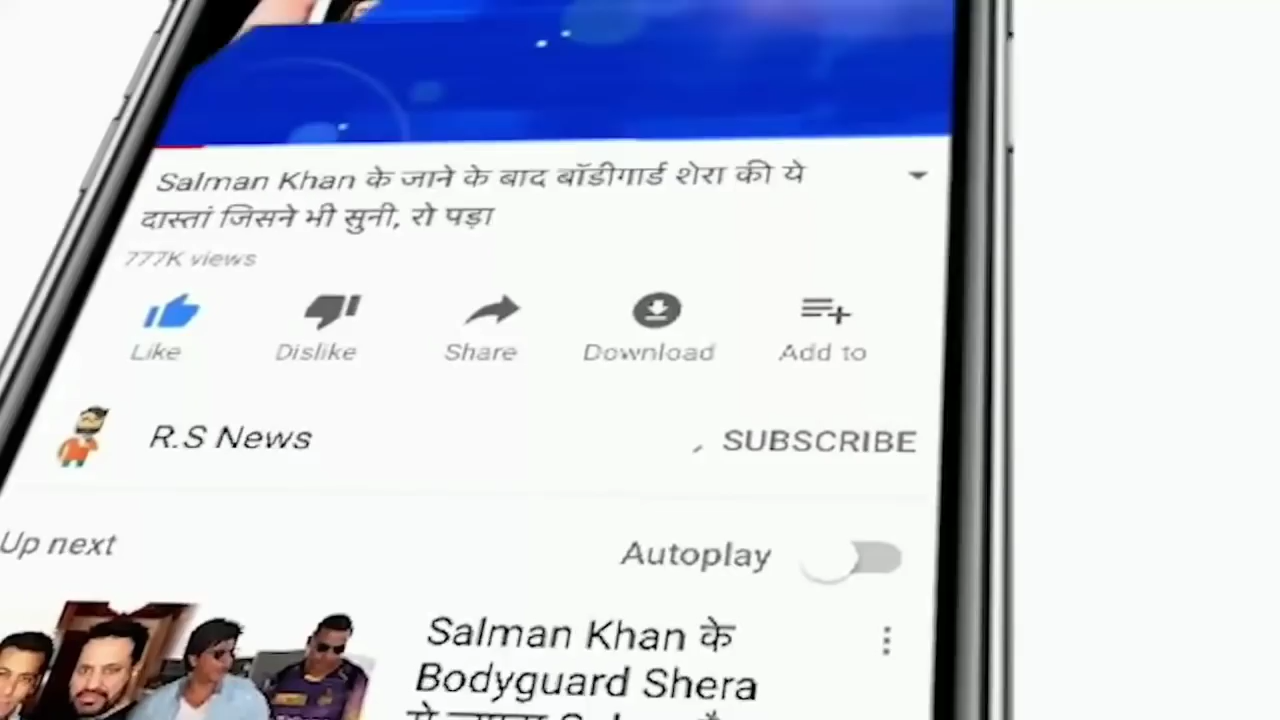 Salman Khan के जाने के बाद बॉडीगार्ड शेरा की ये
दास्तां जिसने भी सुनी, रो पड़ा
777K views
Like Dislike Share Download Add to
R.S News SUBSCRIBE
Up next Autoplay
Salman Khan के
Bodyguard Shera